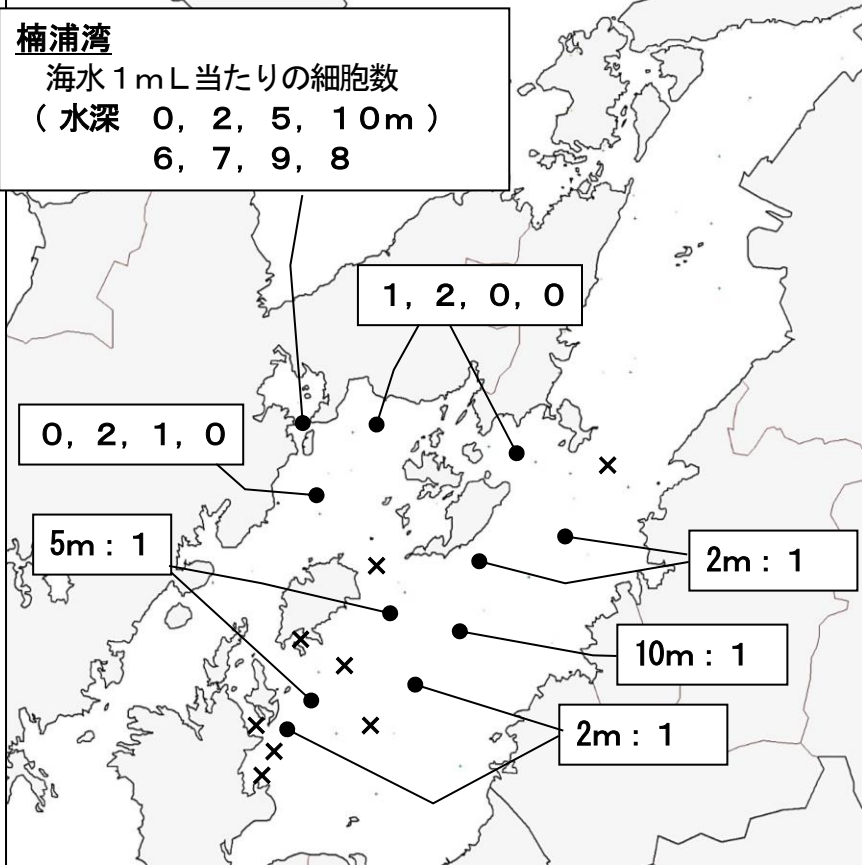 楠浦湾
海水１ｍＬ当たりの細胞数
（ 水深　０，２，５，１０ｍ ）
６，７，９，８
１，２，０，０
０，２，１，０
5m：1
2m：1
10m：1
2m：1